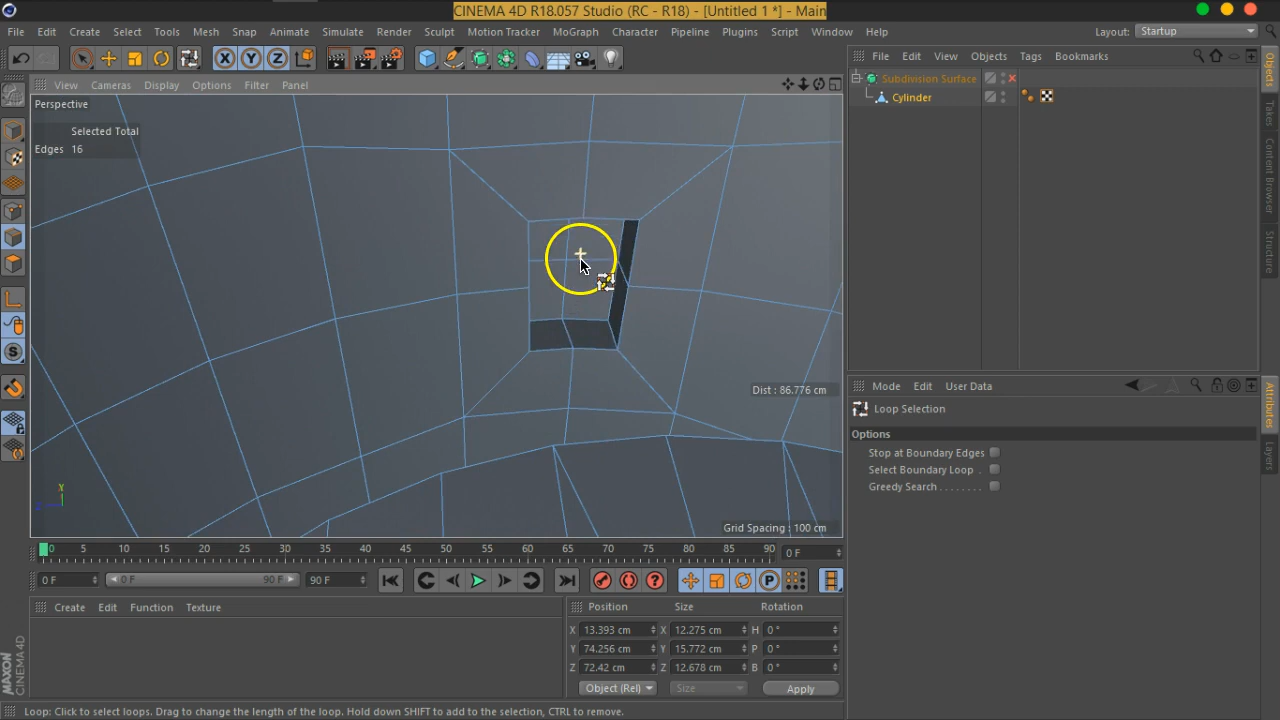 CINEMA 4D R18.057 Studio (RC - R18) - [Untitled 1 *] - Main
File Edit Create Select Tools Mesh Snap Animate Simulate Render Sculpt Motion Tracker MoGraph Character Pipeline Plugins Script Window Help Layout: Startup
X Y Z
View Cameras Display Options Filter Panel
File Edit View Objects Tags Bookmarks
Subdivision Surface
Cylinder
Perspective
Selected Total
Edges 16
Objects
Takes
Content Browser
Structure
Dist : 86.776 cm
Grid Spacing : 100 cm
Y
Mode Edit User Data
Loop Selection
Options
Stop at Boundary Edges
Select Boundary Loop .
Greedy Search . . . . . . . .
Attributes
Layers
0 5 10 15 20 25 30 35 40 45 50 55 60 65 70 75 80 85 90 0 F
0 F 0 F 90 F 90 F
Create Edit Function Texture
Position Size Rotation
X 13.393 cm X 12.275 cm H 0 °
Y 74.256 cm Y 15.772 cm P 0 °
Z 72.42 cm Z 12.678 cm B 0 °
Object (Rel) Size Apply
MAXON
CINEMA 4D
Loop: Click to select loops. Drag to change the length of the loop. Hold down SHIFT to add to the selection, CTRL to remove.